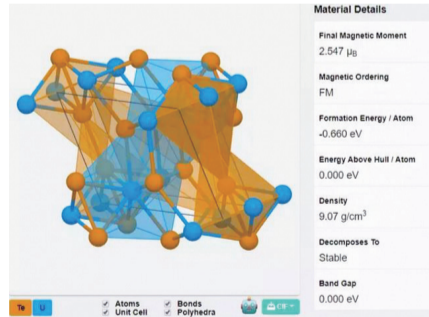 Material Details
Final Magnetic Moment
2.547 μB
Magnetic Ordering
FM
Formation Energy / Atom
-0.660 eV
Energy Above Hull / Atom
0.000 eV
Density
9.07 g/cm³
Decomposes To
Stable
Band Gap
0.000 eV
Te U
Atoms Bonds
Unit Cell Polyhedra
CIF